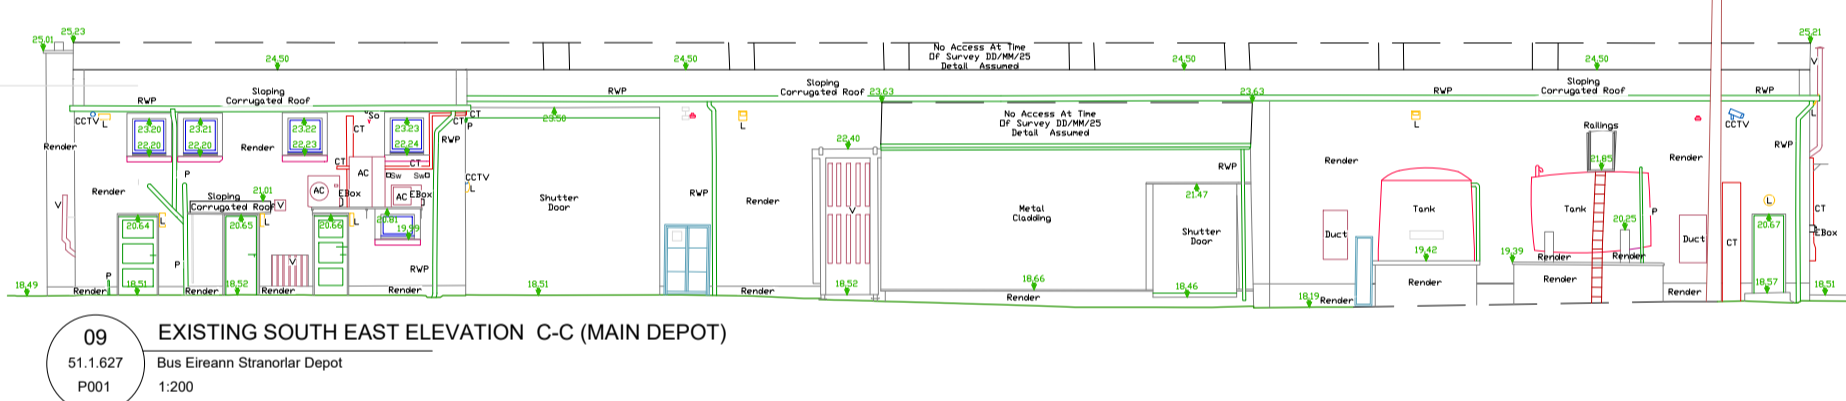 25.01
25.23
24.50
24.50
No Access At Time
Of Survey DD/MM/25
Detail Assumed
24.50
24.50
25.21
V
RWP
Sloping
Corrugated Roof
RWP
Sloping
Corrugated Roof
23.63
23.63
RWP
Sloping
Corrugated Roof
RWP
CCTV
L
23.20
22.20
23.21
22.20
Render
23.22
22.23
CT
So
23.23
22.24
CT
CT
P
RWP
23.50
L
No Access At Time
Of Survey DD/MM/25
Detail Assumed
L
Railings
CCTV
L
Render
22.40
RWP
Render
21.85
Render
RWP
CT
CT
AC
Sw
Sw
P
CCTV
L
Render
V
Sloping
Corrugated Roof
21.01
V
AC
EBox
AC
EBox
Shutter
Door
RWP
Render
V
Metal
Cladding
21.47
Shutter
Door
Duct
Tank
Tank
20.25
P
Duct
CT
L
20.67
CT
EBox
20.64
L
20.65
L
20.66
L
20.81
19.99
P
P
V
RWP
19.42
19.39
Render
Render
18.49
Render
18.51
Render
18.52
Render
Render
18.51
Render
18.52
18.66
Render
18.46
18.19
Render
Render
Render
Render
18.57
18.51
09
51.1.627
P001
EXISTING SOUTH EAST ELEVATION C-C (MAIN DEPOT)
Bus Eireann Stranorlar Depot
1:200